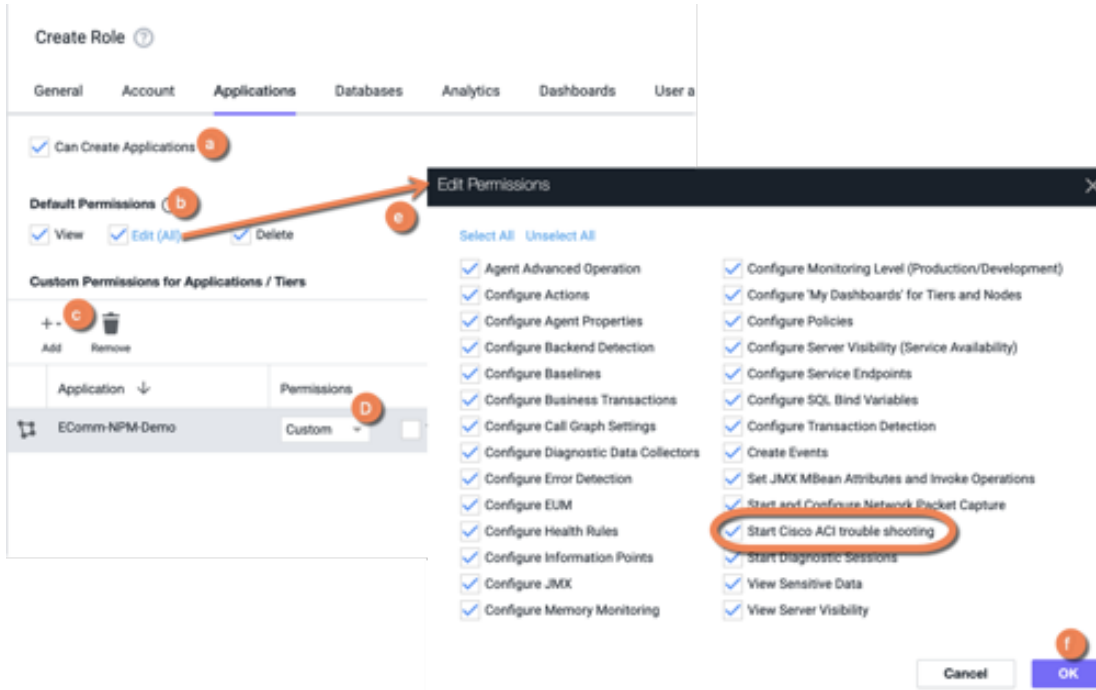 Create Role ?
General Account Applications Databases Analytics Dashboards User a
Can Create Applications a
Default Permissions b
View Edit (All) Delete
Custom Permissions for Applications / Tiers
c
Add Remove
Application Permissions
D
EComm-NPM-Demo Custom
Edit Permissions
e
Select All Unselect All
Agent Advanced Operation
Configure Actions
Configure Agent Properties
Configure Backend Detection
Configure Baselines
Configure Business Transactions
Configure Call Graph Settings
Configure Diagnostic Data Collectors
Configure Error Detection
Configure EUM
Configure Health Rules
Configure Information Points
Configure JMX
Configure Memory Monitoring
Configure Monitoring Level (Production/Development)
Configure 'My Dashboards' for Tiers and Nodes
Configure Policies
Configure Server Visibility (Service Availability)
Configure Service Endpoints
Configure SQL Bind Variables
Configure Transaction Detection
Create Events
Set JMX MBean Attributes and Invoke Operations
Start and Configure Network Packet Capture
Start Cisco ACI trouble shooting
Start Diagnostic Sessions
View Sensitive Data
View Server Visibility
f
Cancel OK